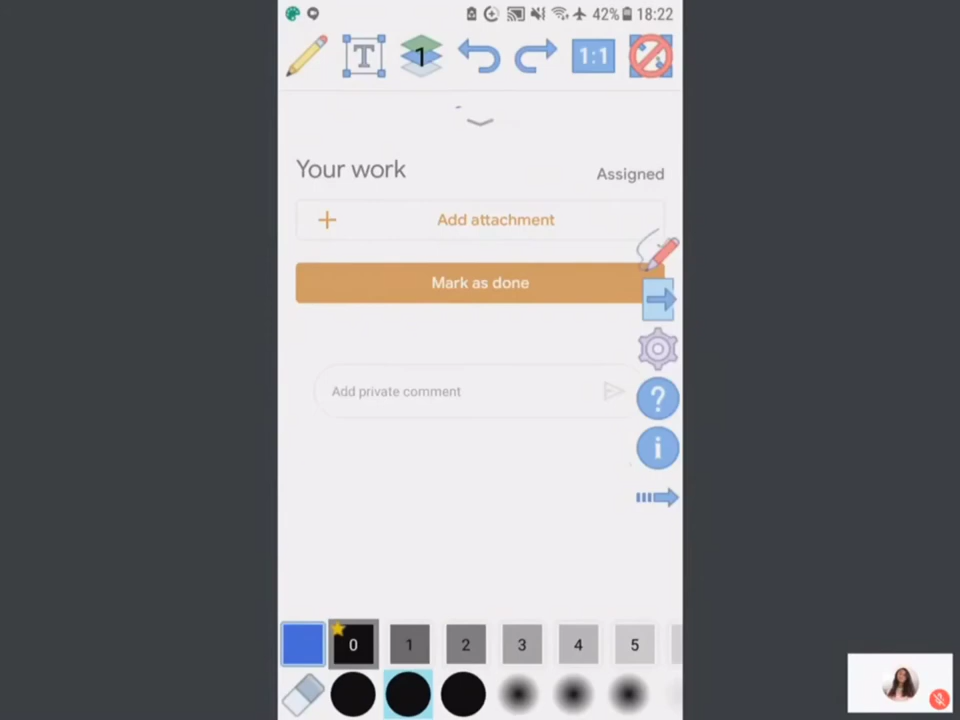 42% 18:22
T 1 1:1
Your work
Assigned
+ Add attachment
Mark as done
Add private comment
?
i
0 1 2 3 4 5